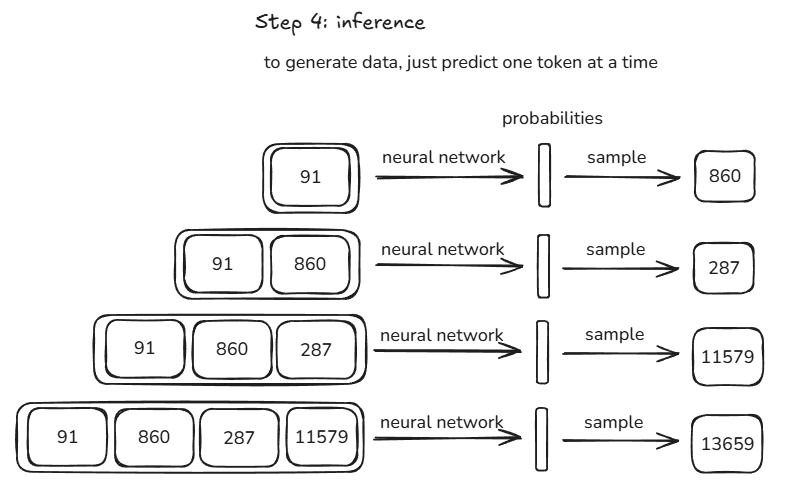 Step 4: inference
to generate data, just predict one token at a time
probabilities
91 neural network sample 860
91 860 neural network sample 287
91 860 287 neural network sample 11579
91 860 287 11579 neural network sample 13659